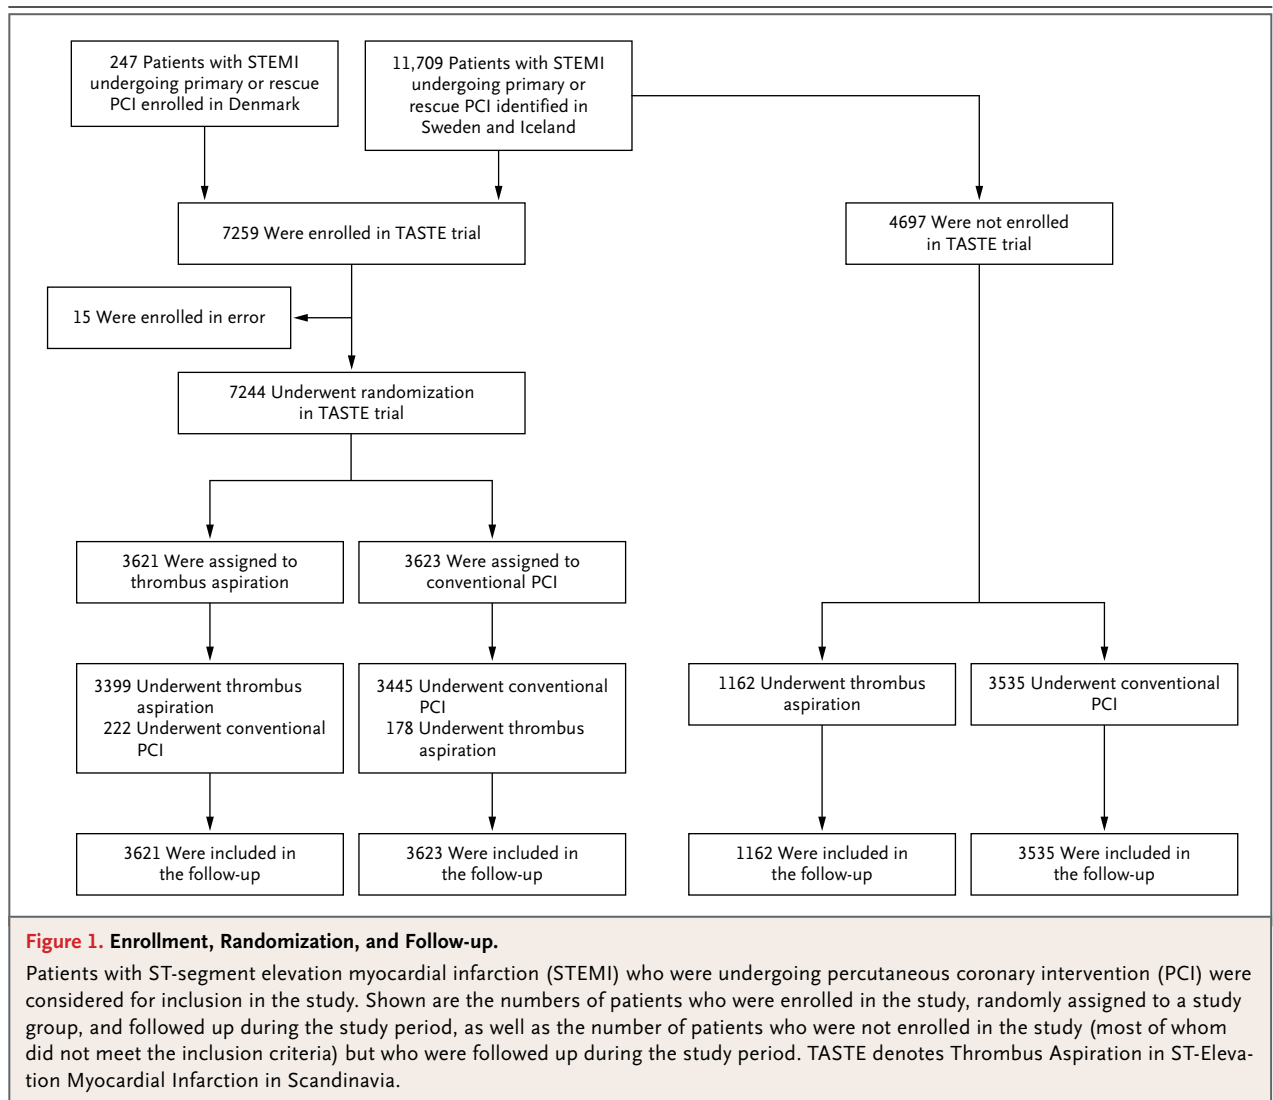 247 Patients with STEMI
undergoing primary or rescue
PCI enrolled in Denmark
11,709 Patients with STEMI
undergoing primary or
rescue PCI identified in
Sweden and Iceland
7259 Were enrolled in TASTE trial
4697 Were not enrolled
in TASTE trial
15 Were enrolled in error
7244 Underwent randomization
in TASTE trial
3621 Were assigned to
thrombus aspiration
3623 Were assigned to
conventional PCI
3399 Underwent thrombus
aspiration
222 Underwent conventional
PCI
3445 Underwent conventional
PCI
178 Underwent thrombus
aspiration
1162 Underwent thrombus
aspiration
3535 Underwent conventional
PCI
3621 Were included in
the follow-up
3623 Were included in
the follow-up
1162 Were included in
the follow-up
3535 Were included in
the follow-up
Figure 1. Enrollment, Randomization, and Follow-up.
Patients with ST-segment elevation myocardial infarction (STEMI) who were undergoing percutaneous coronary intervention (PCI) were
considered for inclusion in the study. Shown are the numbers of patients who were enrolled in the study, randomly assigned to a study
group, and followed up during the study period, as well as the number of patients who were not enrolled in the study (most of whom
did not meet the inclusion criteria) but who were followed up during the study period. TASTE denotes Thrombus Aspiration in ST-Eleva-
tion Myocardial Infarction in Scandinavia.